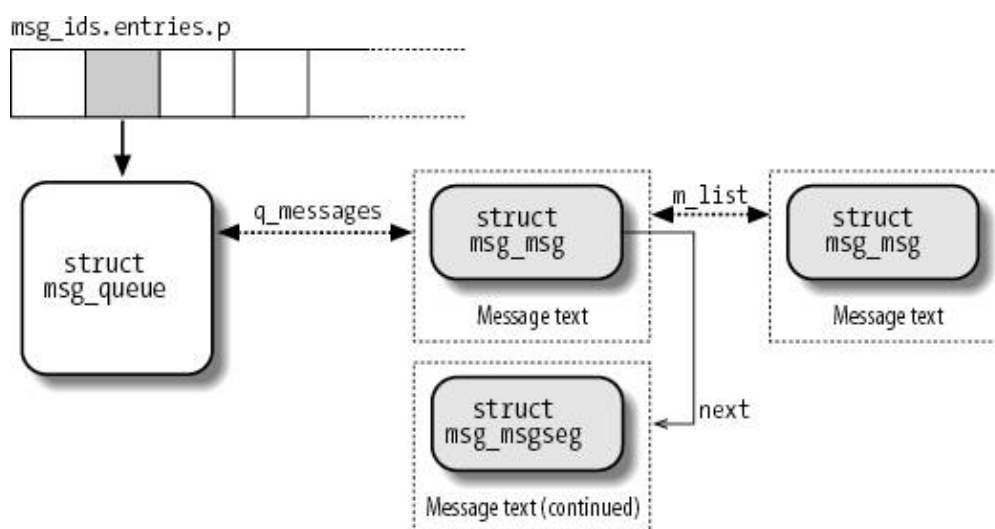 msg_ids.entries.p
q_messages
struct
msg_queue
struct
msg_msg
Message text
m_list
struct
msg_msg
Message text
next
struct
msg_msgseg
Message text (continued)